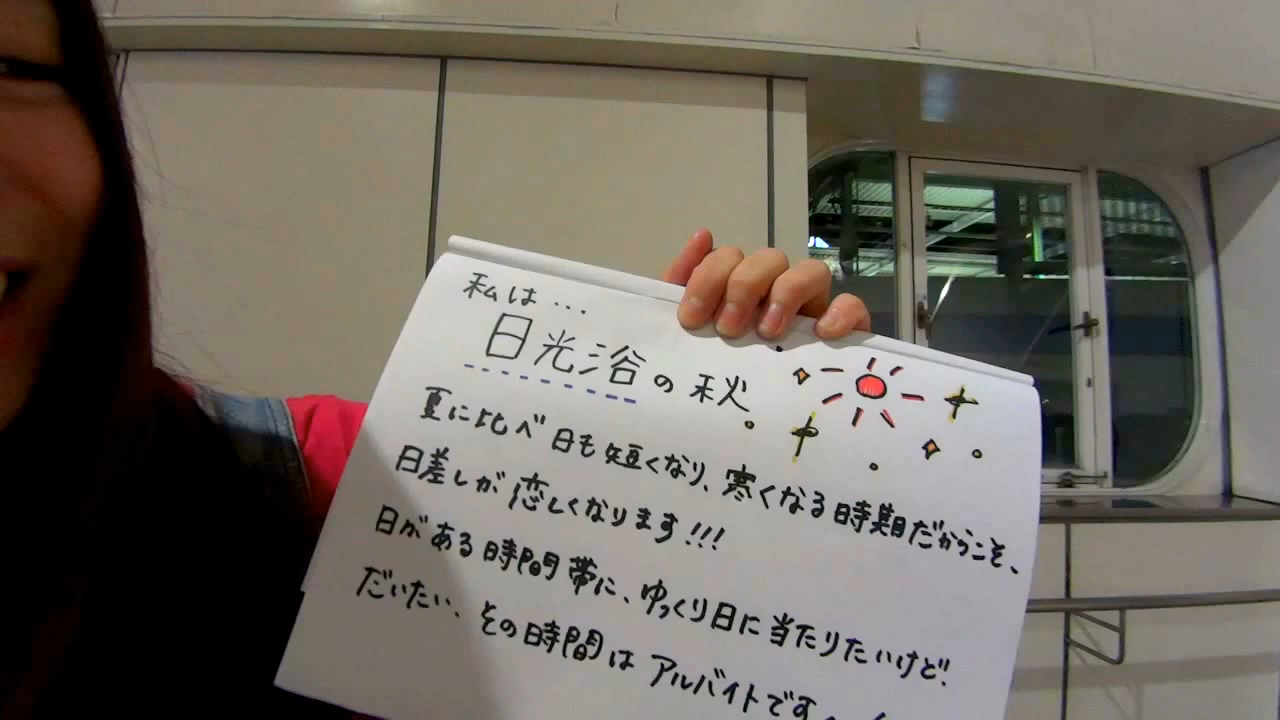 私は・・・
日光浴の秋。
夏に比べ日も短くなり、寒くなる時期だからこそ、
日差しが恋しくなります!!!
日がある時間帯に、ゆっくり日に当たりたいけど、
だいたい、その時間はアルバイトです